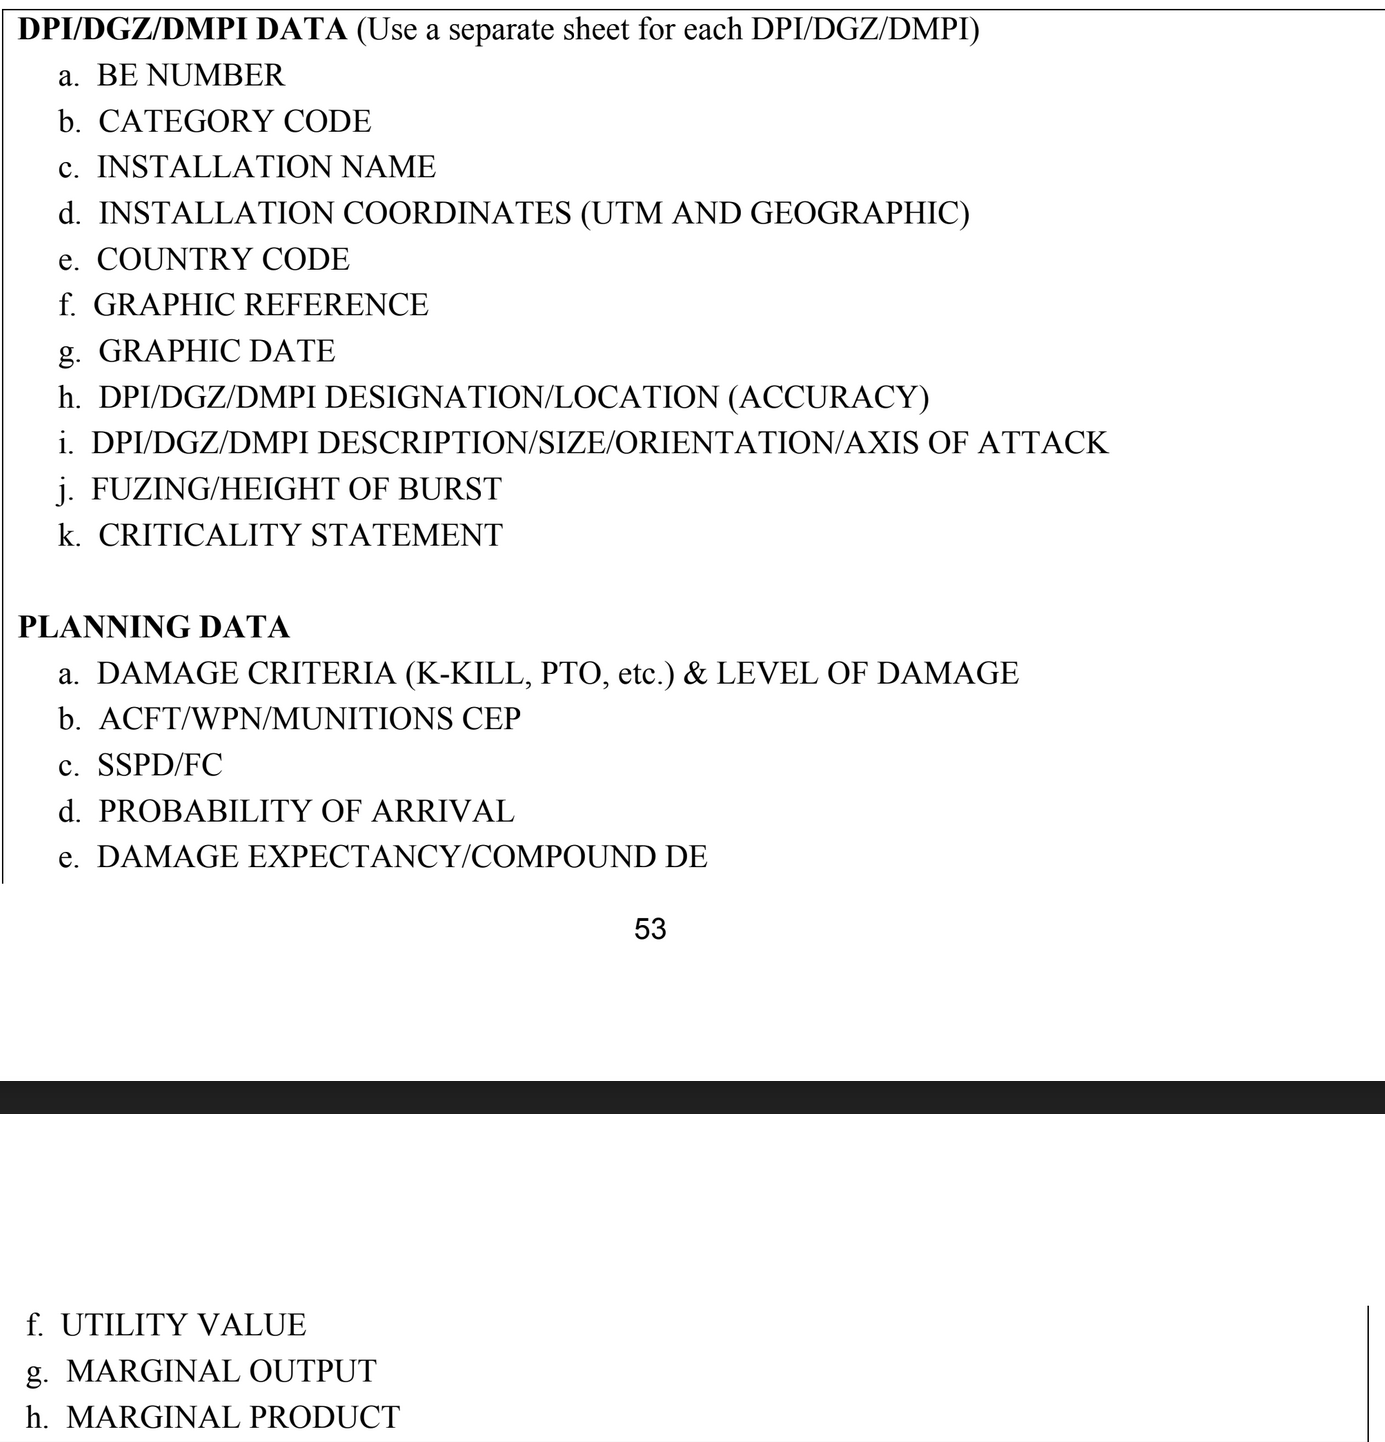 DPI/DGZ/DMPI DATA (Use a separate sheet for each DPI/DGZ/DMPI)
a. BE NUMBER
b. CATEGORY CODE
c. INSTALLATION NAME
d. INSTALLATION COORDINATES (UTM AND GEOGRAPHIC)
e. COUNTRY CODE
f. GRAPHIC REFERENCE
g. GRAPHIC DATE
h. DPI/DGZ/DMPI DESIGNATION/LOCATION (ACCURACY)
i. DPI/DGZ/DMPI DESCRIPTION/SIZE/ORIENTATION/AXIS OF ATTACK
j. FUZING/HEIGHT OF BURST
k. CRITICALITY STATEMENT
PLANNING DATA
a. DAMAGE CRITERIA (K-KILL, PTO, etc.) & LEVEL OF DAMAGE
b. ACFT/WPN/MUNITIONS CEP
c. SSPD/FC
d. PROBABILITY OF ARRIVAL
e. DAMAGE EXPECTANCY/COMPOUND DE
53
f. UTILITY VALUE
g. MARGINAL OUTPUT
h. MARGINAL PRODUCT